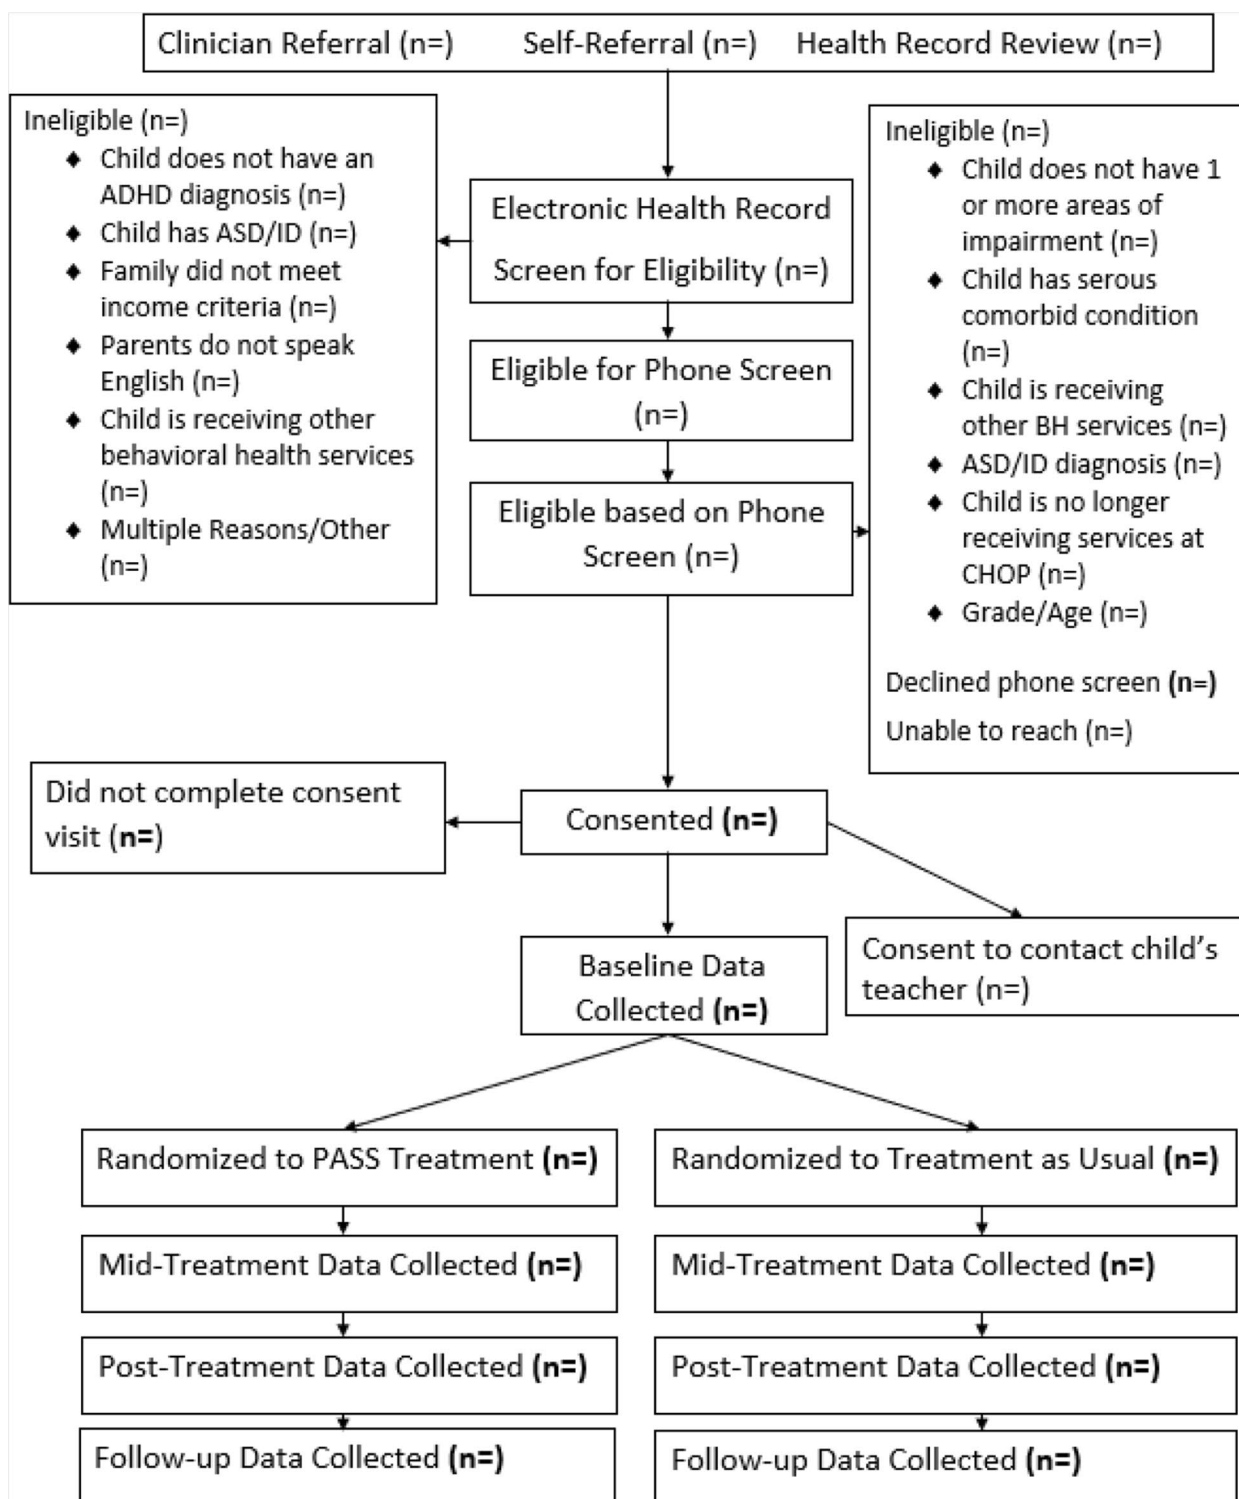 Clinician Referral (n=) Self-Referral (n=) Health Record Review (n=)
Ineligible (n=)
♦ Child does not have an
ADHD diagnosis (n=)
♦ Child has ASD/ID (n=)
♦ Family did not meet
income criteria (n=)
♦ Parents do not speak
English (n=)
♦ Child is receiving other
behavioral health services
(n=)
♦ Multiple Reasons/Other
(n=)
Electronic Health Record
Screen for Eligibility (n=)
Eligible for Phone Screen
(n=)
Eligible based on Phone
Screen (n=)
Ineligible (n=)
♦ Child does not have 1
or more areas of
impairment (n=)
♦ Child has serous
comorbid condition
(n=)
♦ Child is receiving
other BH services (n=)
♦ ASD/ID diagnosis (n=)
♦ Child is no longer
receiving services at
CHOP (n=)
♦ Grade/Age (n=)
Declined phone screen (n=)
Unable to reach (n=)
Did not complete consent
visit (n=)
Consented (n=)
Consent to contact child's
teacher (n=)
Baseline Data
Collected (n=)
Randomized to PASS Treatment (n=)
Randomized to Treatment as Usual (n=)
Mid-Treatment Data Collected (n=)
Mid-Treatment Data Collected (n=)
Post-Treatment Data Collected (n=)
Post-Treatment Data Collected (n=)
Follow-up Data Collected (n=)
Follow-up Data Collected (n=)